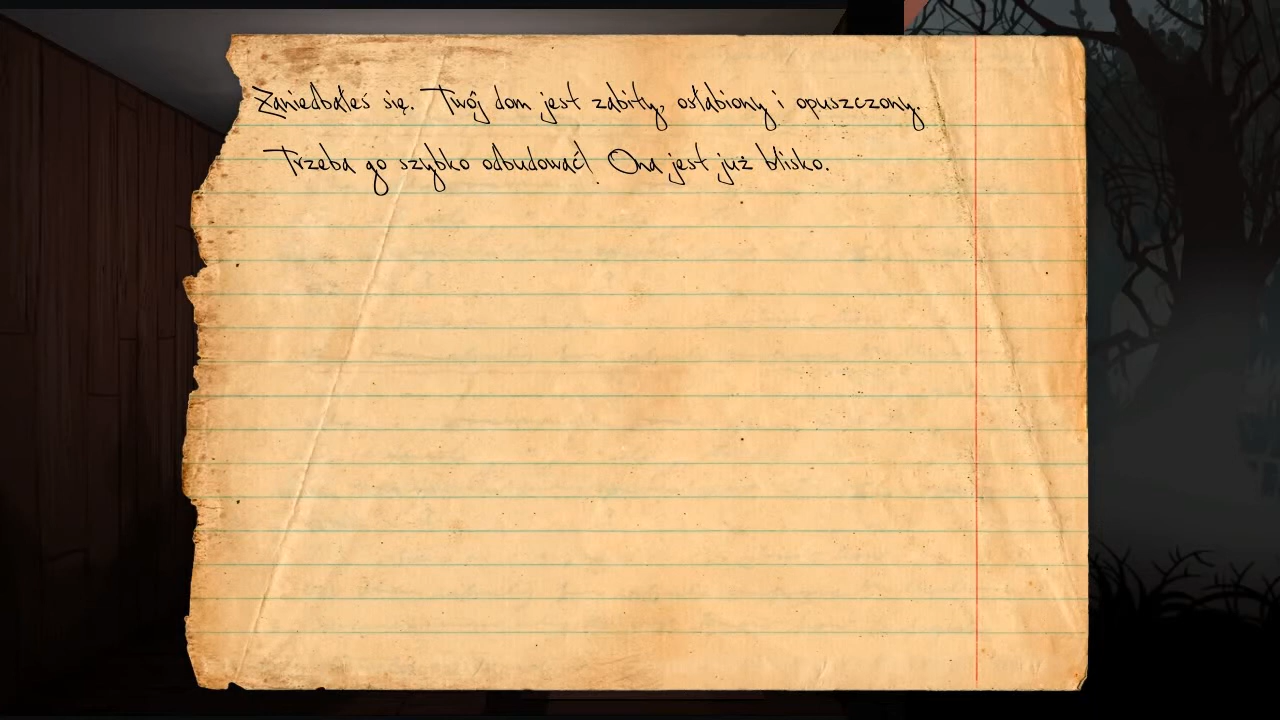 Zaniedbałeś się. Twój dom jest zabity, osłabiony i opuszczony.
Trzeba go szybko odbudować! Ona jest już blisko.